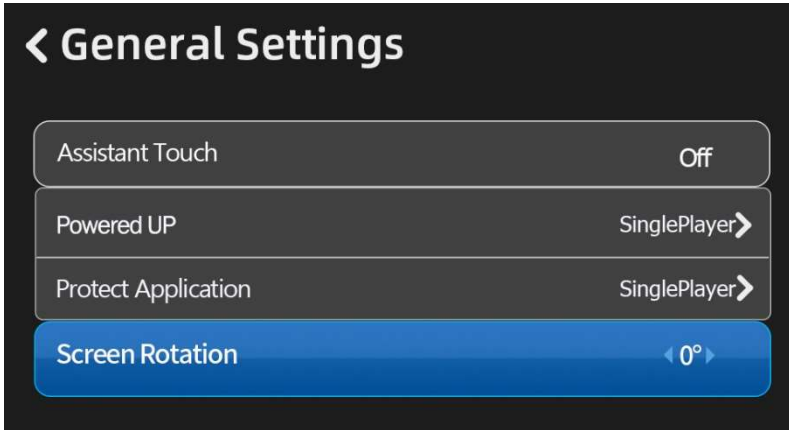 General Settings
Assistant Touch Off
Powered UP SinglePlayer
Protect Application SinglePlayer
Screen Rotation 0°